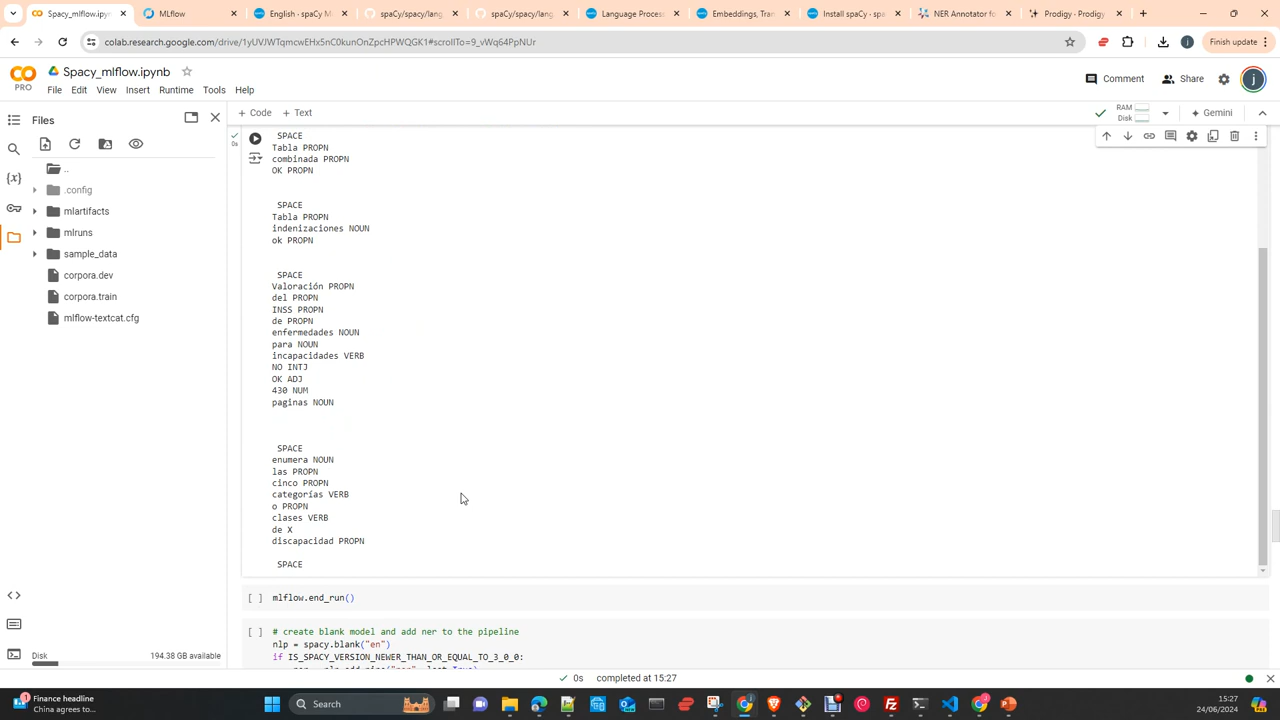 Spacy_mlflow.ipynb
MLflow
English - spaCy M
spaCy/spacy/lang
spaCy/spacy/lang
Language Process
Embeddings, Tran
Install spaCy - spa
NER Annotator fo
Prodigy - Prodigy
colab.research.google.com/drive/1yUVJWTqmcwEHx5nC0kunOnZpcHPWQGK1#scrollTo=9_vWq64PpNUr
j
Finish update
CO
PRO
Spacy_mlflow.ipynb
File Edit View Insert Runtime Tools Help
Comment
Share
j
Files
+ Code + Text
RAM
Disk
Gemini
..
.config
mlartifacts
mlruns
sample_data
corpora.dev
corpora.train
mlflow-textcat.cfg
{x}
0s
SPACE
Tabla PROPN
combinada PROPN
OK PROPN
SPACE
Tabla PROPN
indenizaciones NOUN
ok PROPN
SPACE
Valoración PROPN
del PROPN
INSS PROPN
de PROPN
enfermedades NOUN
para NOUN
incapacidades VERB
NO INTJ
OK ADJ
430 NUM
paginas NOUN
SPACE
enumera NOUN
las PROPN
cinco PROPN
categorías VERB
o PROPN
clases VERB
de X
discapacidad PROPN
SPACE
[ ] mlflow.end_run()
[ ] # create blank model and add ner to the pipeline
nlp = spacy.blank("en")
if IS_SPACY_VERSION_NEWER_THAN_OR_EQUAL_TO_3_0_0:
Disk 194.38 GB available
0s completed at 15:27
Finance headline
China agrees to...
Search
15:27
24/06/2024